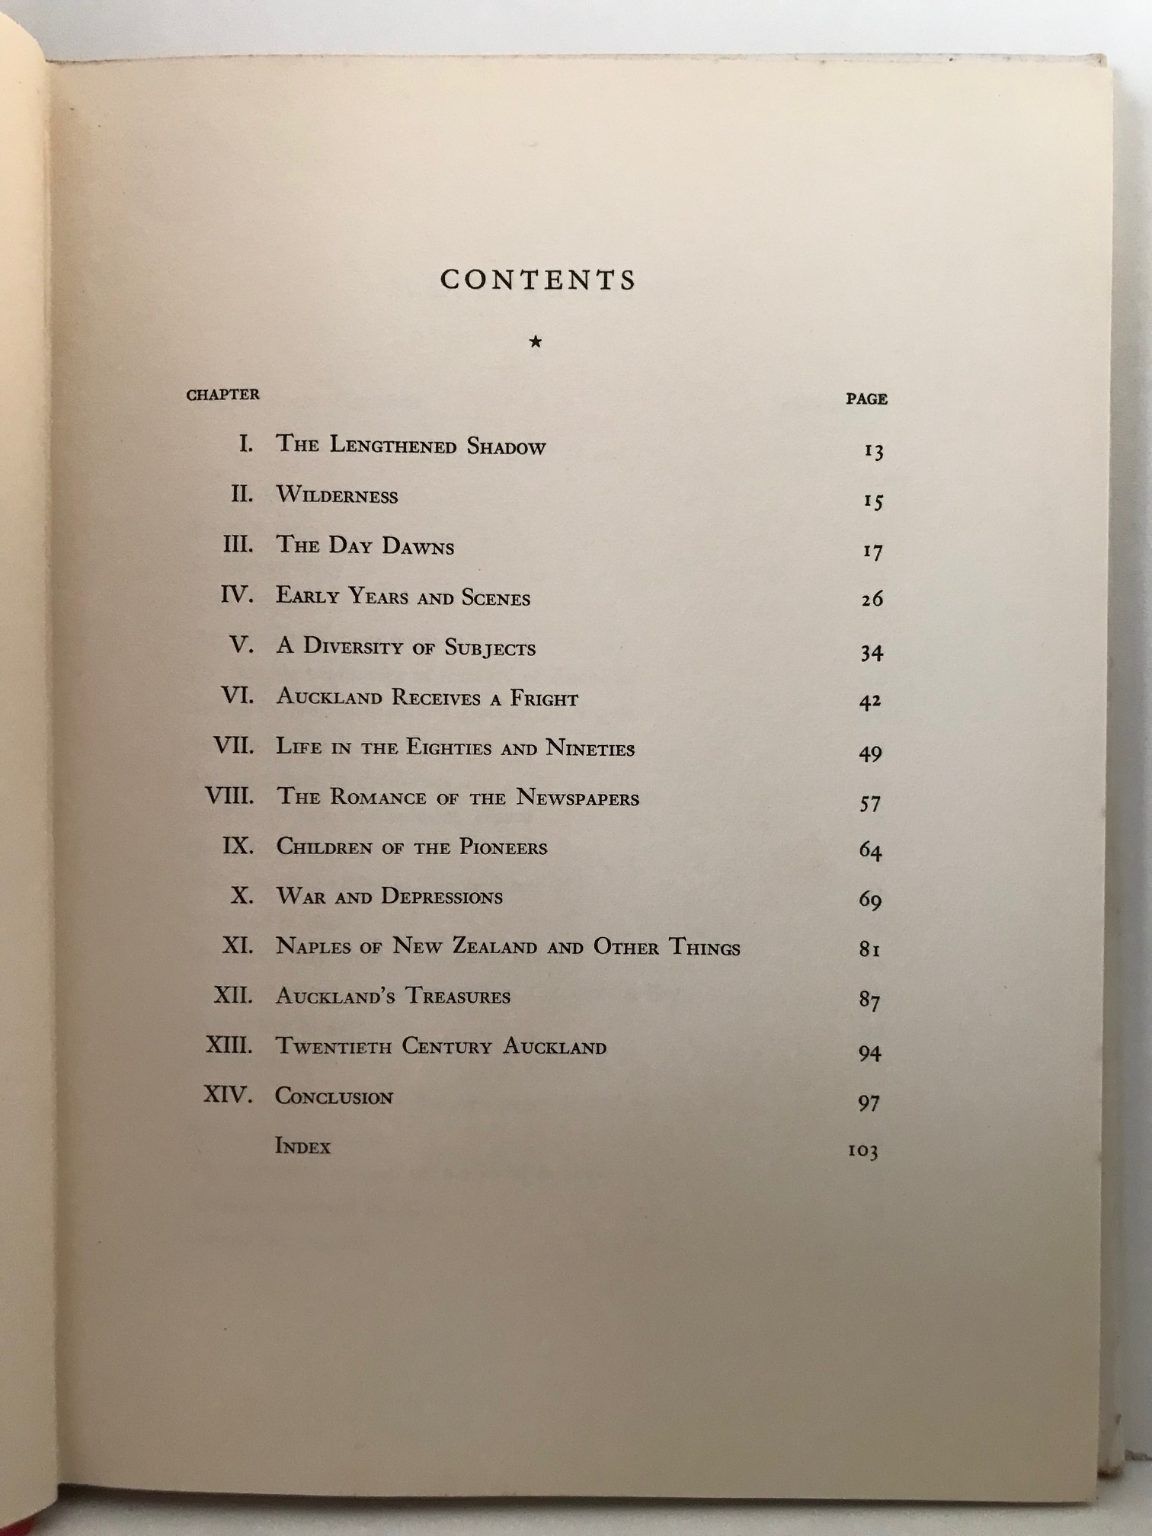 CONTENTS
★
CHAPTER PAGE
I. The Lengthened Shadow 13
II. Wilderness 15
III. The Day Dawns 17
IV. Early Years and Scenes 26
V. A Diversity of Subjects 34
VI. Auckland Receives a Fright 42
VII. Life in the Eighties and Nineties 49
VIII. The Romance of the Newspapers 57
IX. Children of the Pioneers 64
X. War and Depressions 69
XI. Naples of New Zealand and Other Things 81
XII. Auckland's Treasures 87
XIII. Twentieth Century Auckland 94
XIV. Conclusion 97
Index 103